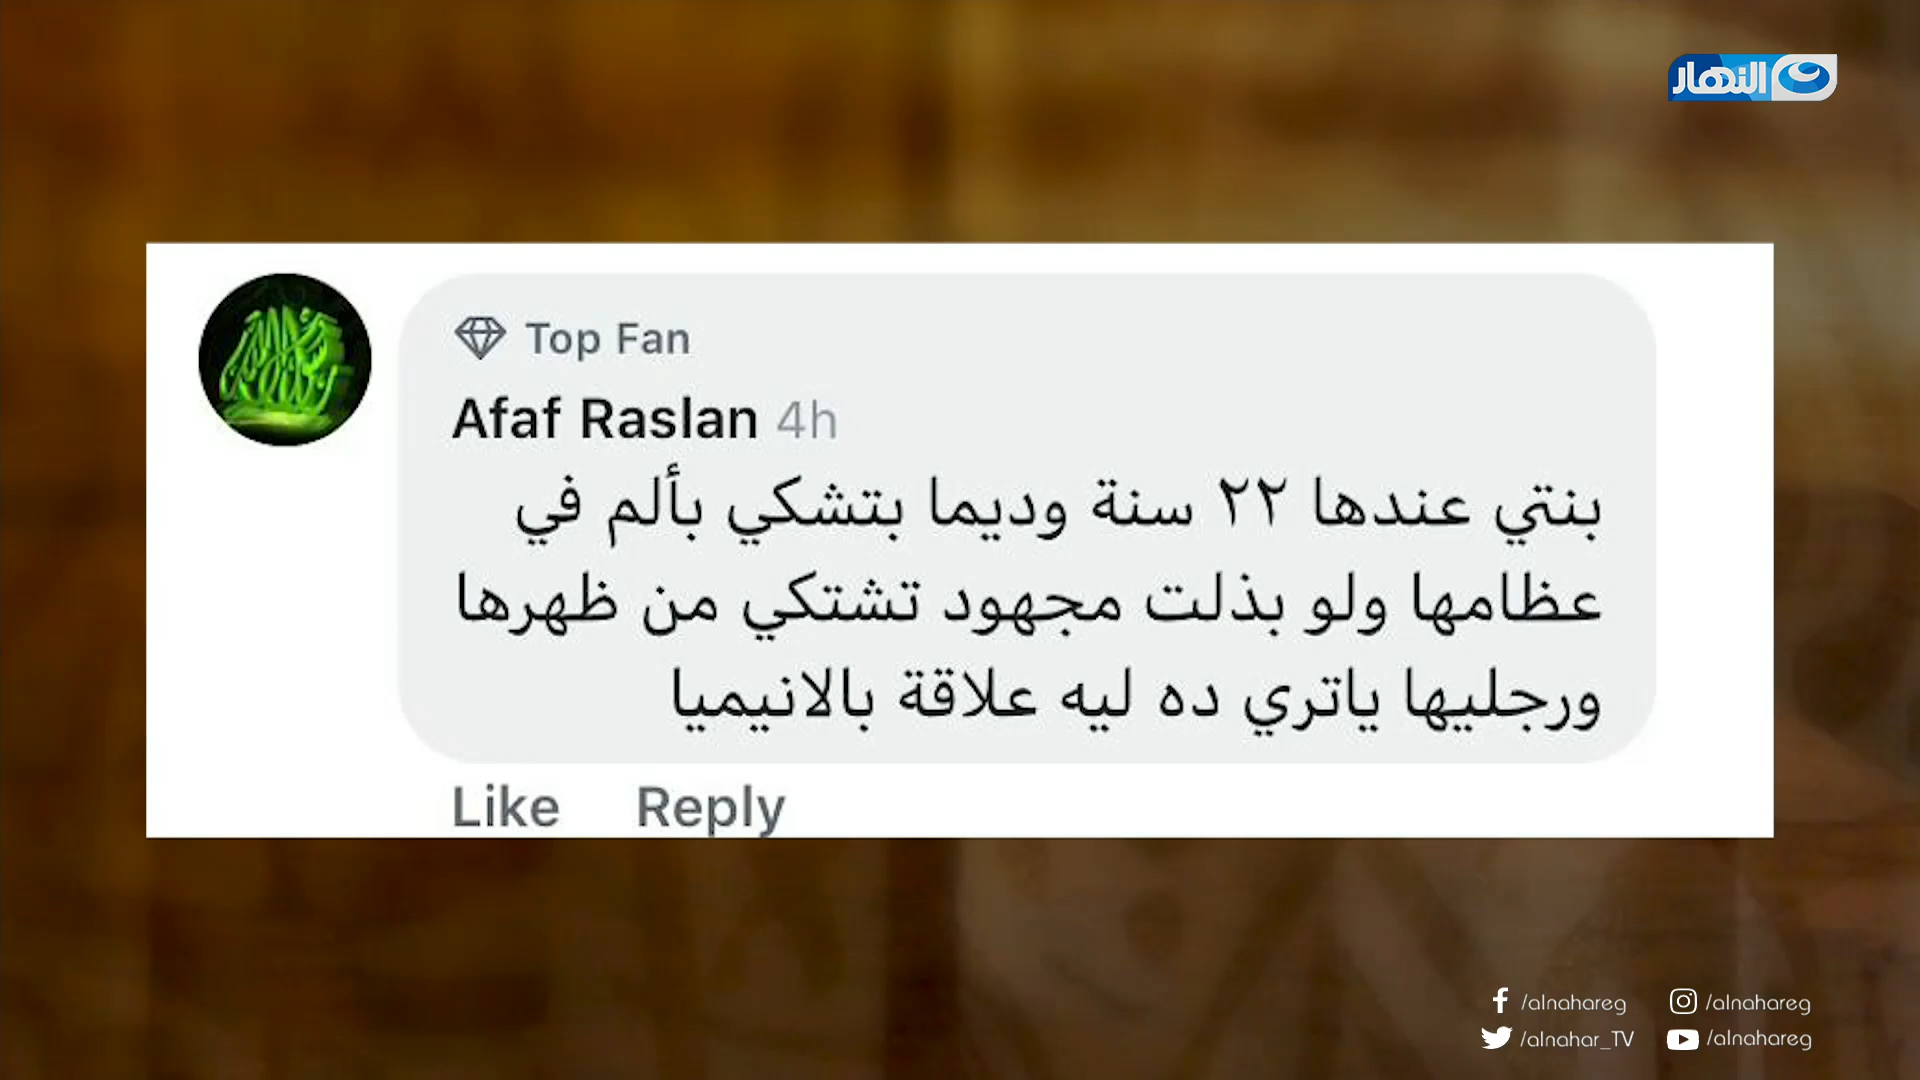 النهار
Top Fan
Afaf Raslan 4h
بنتي عندها ٢٢ سنة وديما بتشكي بألم في
عظامها ولو بذلت مجهود تشتكي من ظهرها
ورجليها ياتري ده ليه علاقة بالانيميا
Like Reply
/alnahareg /alnahareg
/alnahar_TV /alnahareg